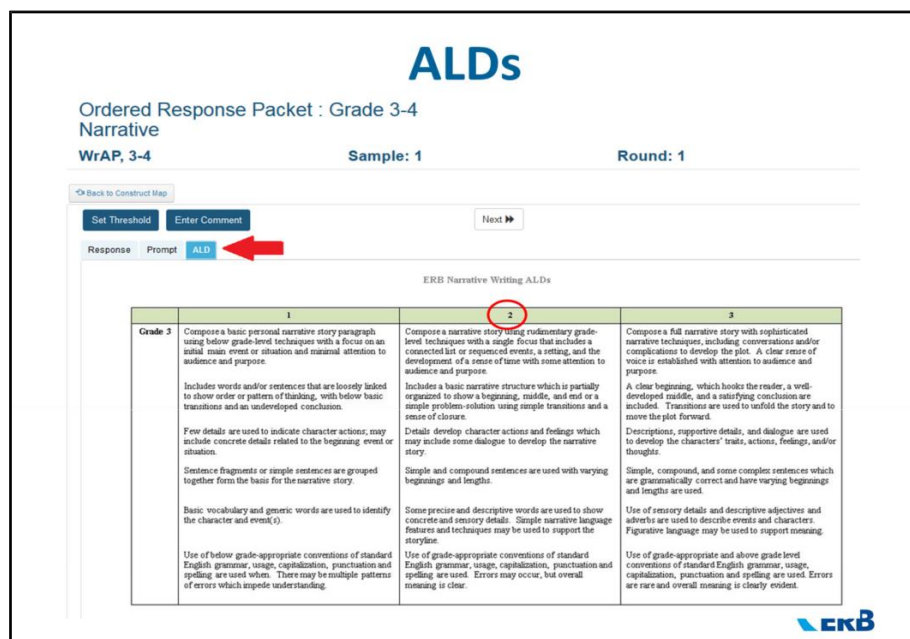 ALDs
Ordered Response Packet : Grade 3-4
Narrative
WrAP, 3-4 Sample: 1 Round: 1
Back to Construct Map
Set Threshold Enter Comment Next
Response Prompt ALD
ERB Narrative Writing ALDs
1 2 3
Grade 3
Compose a basic personal narrative story paragraph
using below grade-level techniques with a focus on an
initial main event or situation and minimal attention to
audience and purpose.
Includes words and/or sentences that are loosely linked
to show order or pattern of thinking, with below basic
transitions and an undeveloped conclusion.
Few details are used to indicate character actions; may
include concrete details related to the beginning event or
situation.
Sentence fragments or simple sentences are grouped
together form the basis for the narrative story.
Basic vocabulary and generic words are used to identify
the character and event(s).
Use of below grade-appropriate conventions of standard
English grammar, usage, capitalization, punctuation and
spelling are used when. There may be multiple patterns
of errors which impede understanding.
Compose a narrative story using rudimentary grade-
level techniques with a single focus that includes a
connected list or sequenced events, a setting, and the
development of a sense of time with some attention to
audience and purpose.
Includes a basic narrative structure which is partially
organized to show a beginning, middle, and end or a
simple problem-solution using simple transitions and a
sense of closure.
Details develop character actions and feelings which
may include some dialogue to develop the narrative
story.
Simple and compound sentences are used with varying
beginnings and lengths.
Some precise and descriptive words are used to show
concrete and sensory details. Simple narrative language
features and techniques may be used to support the
storyline.
Use of grade-appropriate conventions of standard
English grammar, usage, capitalization, punctuation and
spelling are used. Errors may occur, but overall
meaning is clear.
Compose a full narrative story with sophisticated
narrative techniques, including conversations and/or
complications to develop the plot. A clear sense of
voice is established with attention to audience and
purpose.
A clear beginning, which hooks the reader, a well-
developed middle, and a satisfying conclusion are
included. Transitions are used to unfold the story and to
move the plot forward.
Descriptions, supportive details, and dialogue are used
to develop the characters' traits, actions, feelings, and/or
thoughts.
Simple, compound, and some complex sentences which
are grammatically correct and have varying beginnings
and lengths are used.
Use of sensory details and descriptive adjectives and
adverbs are used to describe events and characters.
Figurative language may be used to support meaning.
Use of grade-appropriate and above grade level
conventions of standard English grammar, usage,
capitalization, punctuation and spelling are used. Errors
are rare and overall meaning is clearly evident.
ERB